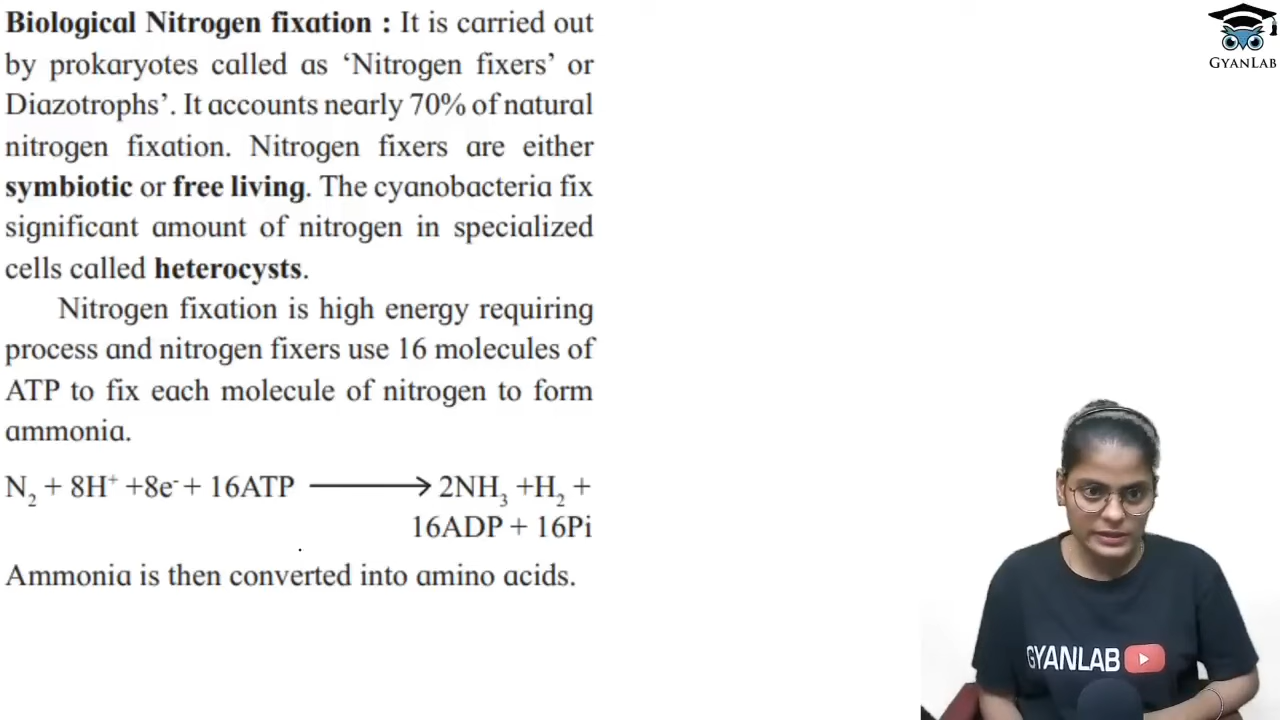 Biological Nitrogen fixation : It is carried out
by prokaryotes called as ‘Nitrogen fixers’ or
Diazotrophs’. It accounts nearly 70% of natural
nitrogen fixation. Nitrogen fixers are either
symbiotic or free living. The cyanobacteria fix
significant amount of nitrogen in specialized
cells called heterocysts.
Nitrogen fixation is high energy requiring
process and nitrogen fixers use 16 molecules of
ATP to fix each molecule of nitrogen to form
ammonia.
N₂ + 8H⁺ +8e⁻ + 16ATP ⟶ 2NH₃ +H₂ +
16ADP + 16Pi
Ammonia is then converted into amino acids.
GYANLAB
GYANLAB